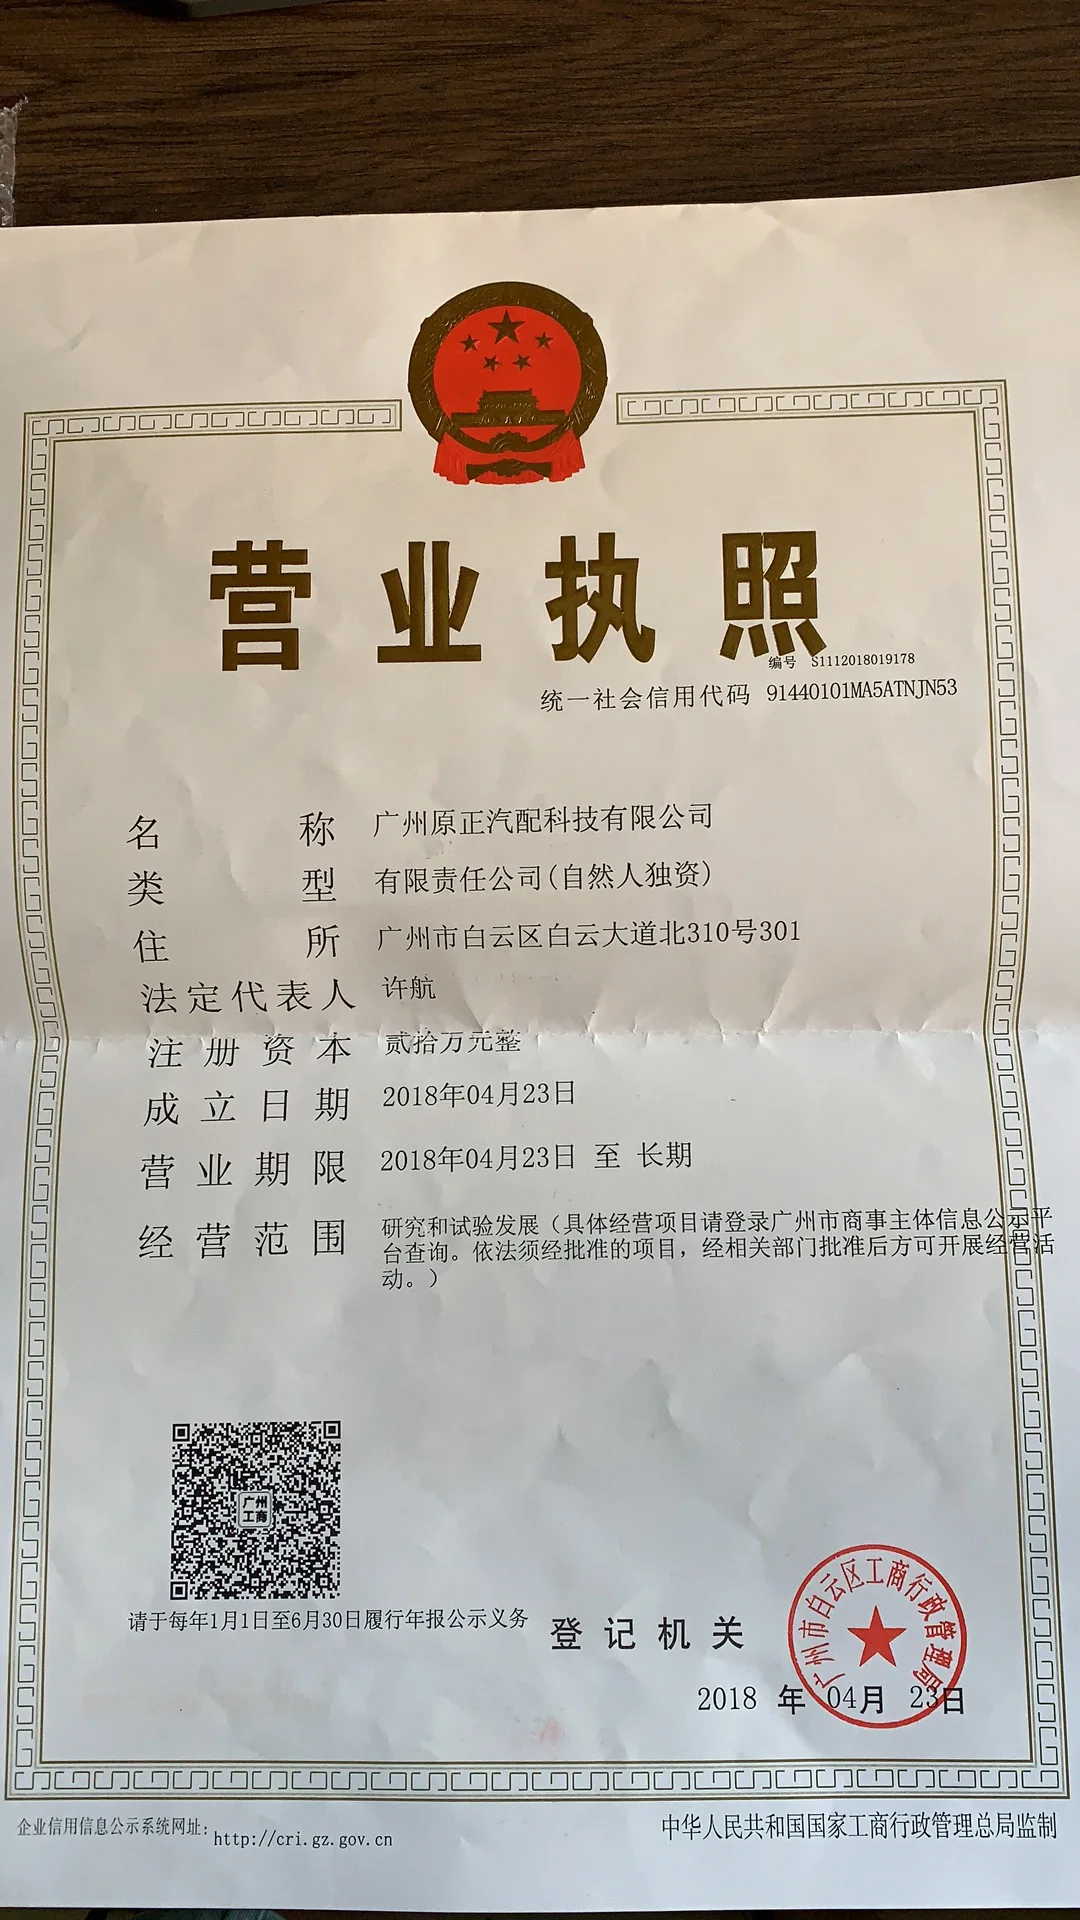 营业执照
编号 S1112018019178
统一社会信用代码 91440101MA5ATNJN53
名称 广州原正汽配科技有限公司
类型 有限责任公司(自然人独资)
住所 广州市白云区白云大道北310号301
法定代表人 许航
注册资本 贰拾万元整
成立日期 2018年04月23日
营业期限 2018年04月23日 至 长期
经营范围 研究和试验发展（具体经营项目请登录广州市商事主体信息公示平
台查询。依法须经批准的项目，经相关部门批准后方可开展经营活
动。）
广州
工商
请于每年1月1日至6月30日履行年报公示义务
登记机关
广州市白云区工商行政管理局
2018 年 04月 23日
企业信用信息公示系统网址：http://cri.gz.gov.cn
中华人民共和国国家工商行政管理总局监制